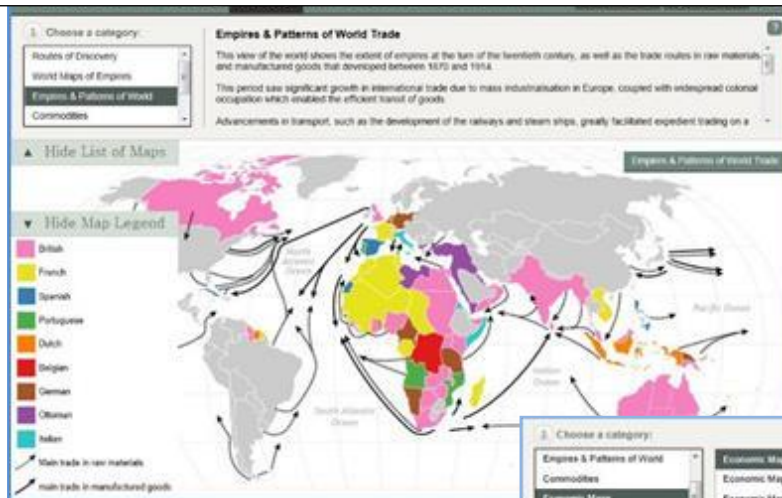 1 Choose a category:
Routes of Discovery
World Maps of Empires
Empires & Patterns of World
Commodities
Empires & Patterns of World Trade
This view of the world shows the extent of empires at the turn of the twentieth century, as well as the trade routes in raw materials
and manufactured goods that developed between 1870 and 1914.
This period saw significant growth in international trade due to mass industrialisation in Europe, coupled with widespread colonial
occupation which enabled the efficient transit of goods
Advancements in transport, such as the development of the railways and steam ships, greatly facilitated expedient trading on a
?
▲ Hide List of Maps
Empires & Patterns of World Trade
▼ Hide Map Legend
British
French
Spanish
Portuguese
Dutch
Belgian
German
Ottoman
Italian
Main trade in raw materials
main trade in manufactured goods
North
Atlantic
Ocean
Pacific Ocean
Indian
Ocean
South Atlantic
Ocean
Choose a category:
Empires & Patterns of World
Commodities
Economic Maps
Economic Ma
Economic Ma